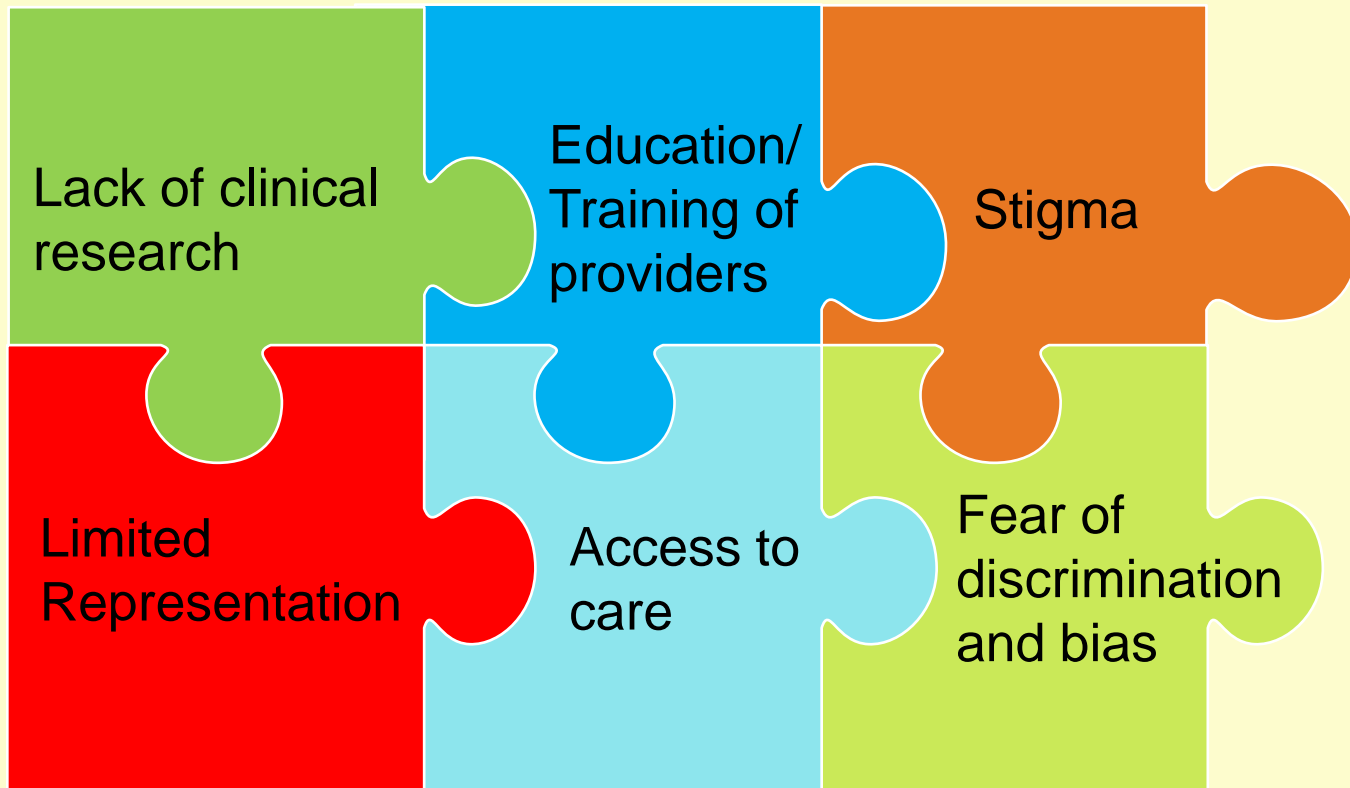 Lack of clinical
research
Education/
Training of
providers
Stigma
Limited
Representation
Access to
care
Fear of
discrimination
and bias